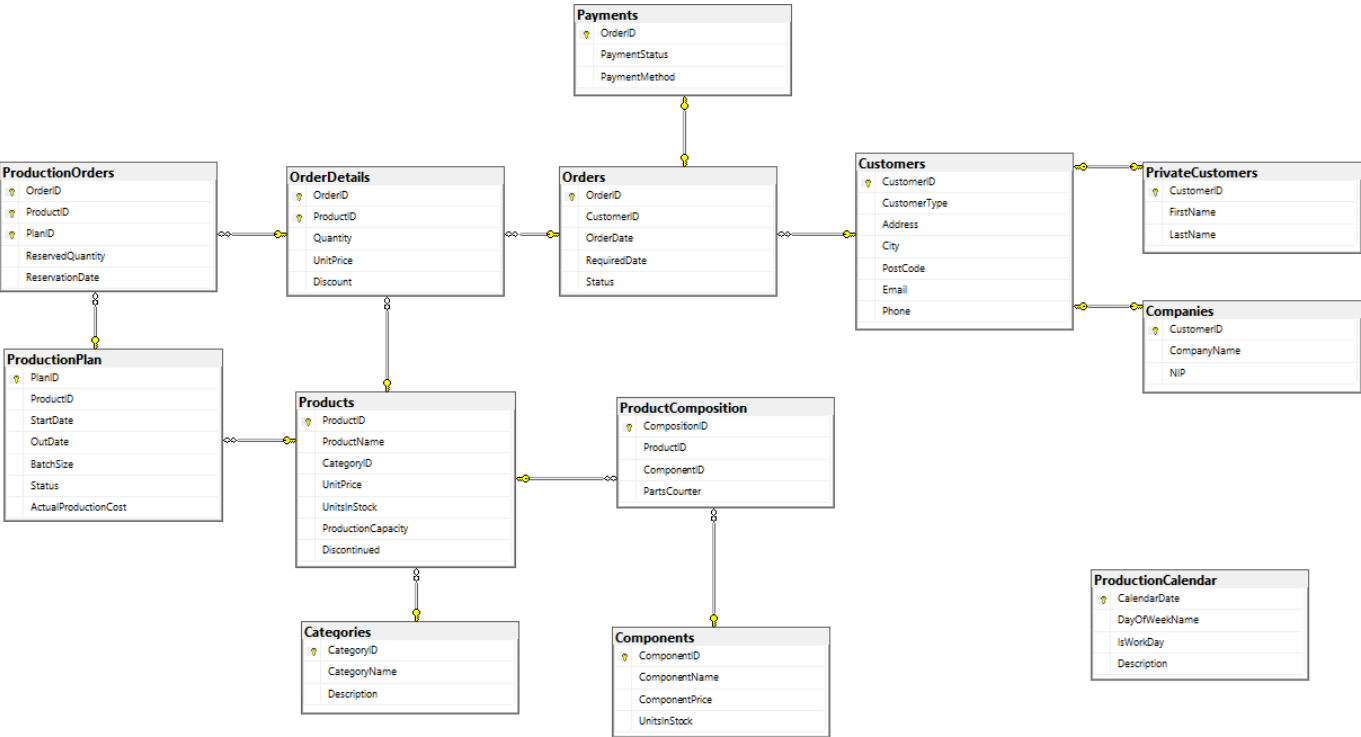 Payments
OrderID
PaymentStatus
PaymentMethod
ProductionOrders
OrderID
ProductID
PlanID
ReservedQuantity
ReservationDate
OrderDetails
OrderID
ProductID
Quantity
UnitPrice
Discount
Orders
OrderID
CustomerID
OrderDate
RequiredDate
Status
Customers
CustomerID
CustomerType
Address
City
PostCode
Email
Phone
PrivateCustomers
CustomerID
FirstName
LastName
Companies
CustomerID
CompanyName
NIP
ProductionPlan
PlanID
ProductID
StartDate
OutDate
BatchSize
Status
ActualProductionCost
Products
ProductID
ProductName
CategoryID
UnitPrice
UnitsInStock
ProductionCapacity
Discontinued
ProductComposition
CompositionID
ProductID
ComponentID
PartsCounter
Categories
CategoryID
CategoryName
Description
Components
ComponentID
ComponentName
ComponentPrice
UnitsInStock
ProductionCalendar
CalendarDate
DayOfWeekName
IsWorkDay
Description